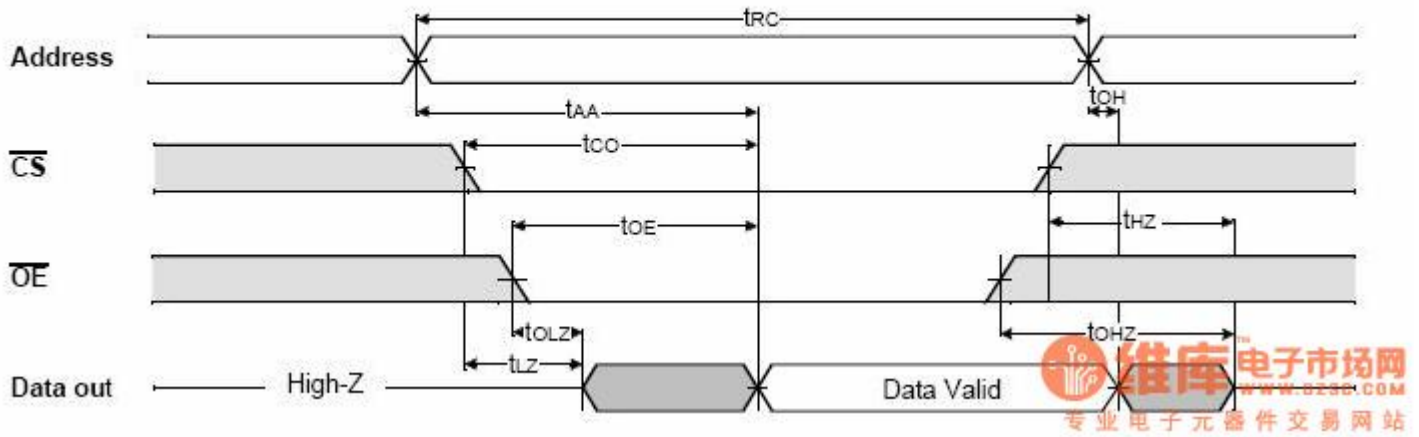 tRC
Address
tOH
tAA
tCO
CS
tHZ
tOE
OE
tOLZ
tOHZ
tLZ
Data out
High-Z
Data Valid
维库™电子市场网
WWW.DZSC.COM
专业电子元器件交易网站